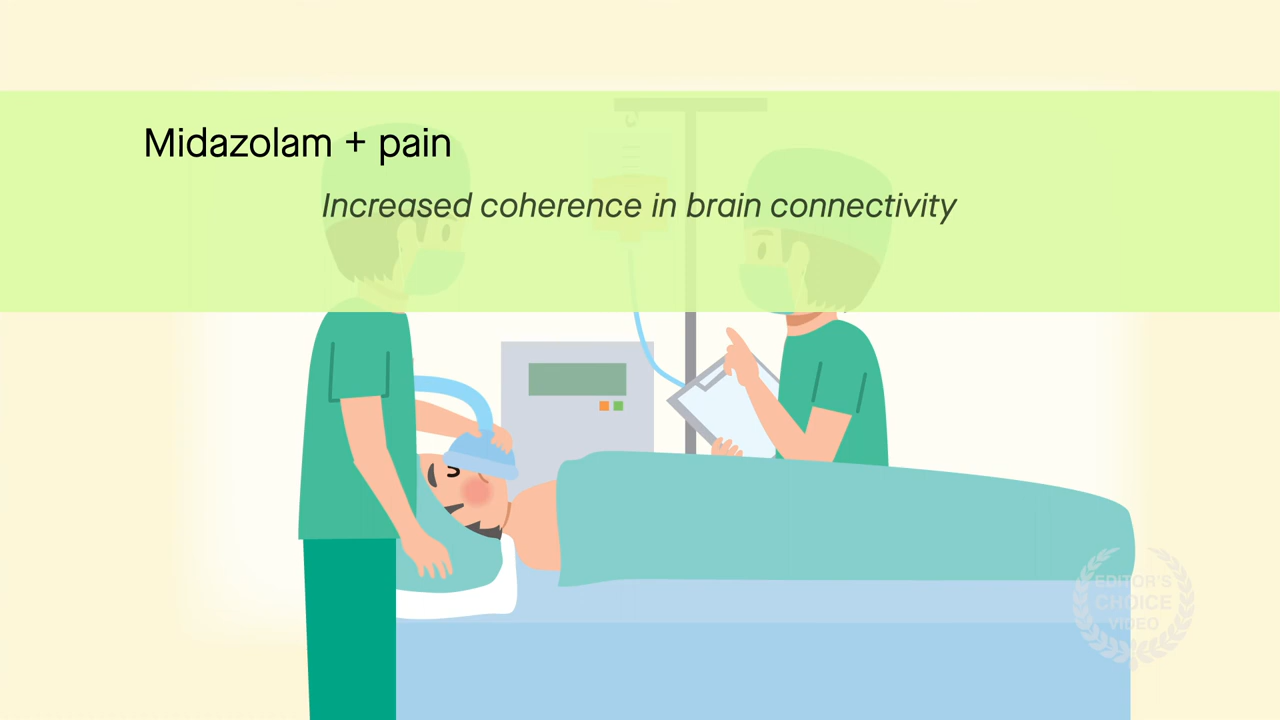 Midazolam + pain
Increased coherence in brain connectivity
EDITOR'S
CHOICE
VIDEO